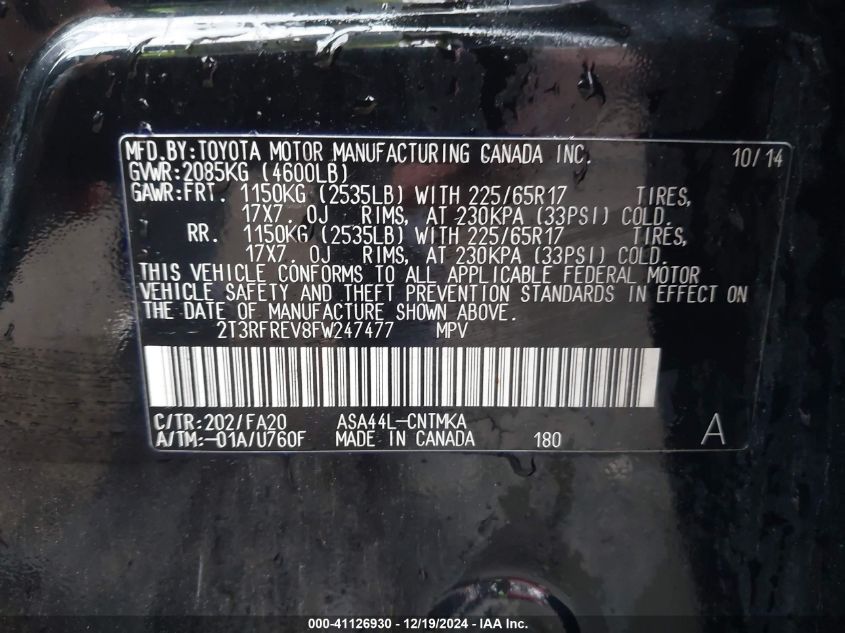 MFD.BY:TOYOTA MOTOR MANUFACTURING CANADA INC. 10/14
GVWR:2085KG (4600LB)
GAWR:FRT. 1150KG (2535LB) WITH 225/65R17 TIRES,
17X7.0J RIMS, AT 230KPA (33PSI) COLD.
RR. 1150KG (2535LB) WITH 225/65R17 TIRES,
17X7.0J RIMS, AT 230KPA (33PSI) COLD.
THIS VEHICLE CONFORMS TO ALL APPLICABLE FEDERAL MOTOR
VEHICLE SAFETY AND THEFT PREVENTION STANDARDS IN EFFECT ON
THE DATE OF MANUFACTURE SHOWN ABOVE.
2T3RFREV8FW247477 MPV
C/TR:202/FA20 ASA44L-CNTMKA
A/TM:-01A/U760F MADE IN CANADA 180 A
000-41126930 - 12/19/2024 - IAA Inc.